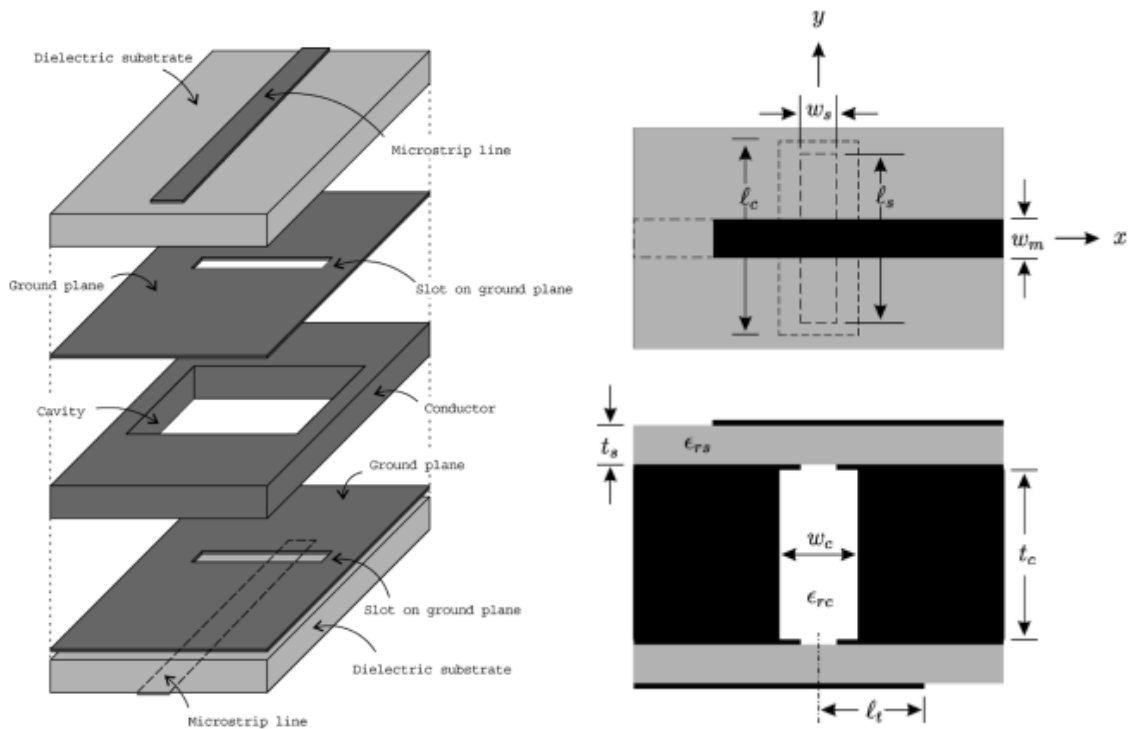 Dielectric substrate
Microstrip line
Ground plane
Slot on ground plane
Cavity
Conductor
Ground plane
Slot on ground plane
Dielectric substrate
Microstrip line
y
w_s
ℓ_c
ℓ_s
w_m
x
t_s
ϵ_rs
w_c
t_c
ϵ_rc
ℓ_t